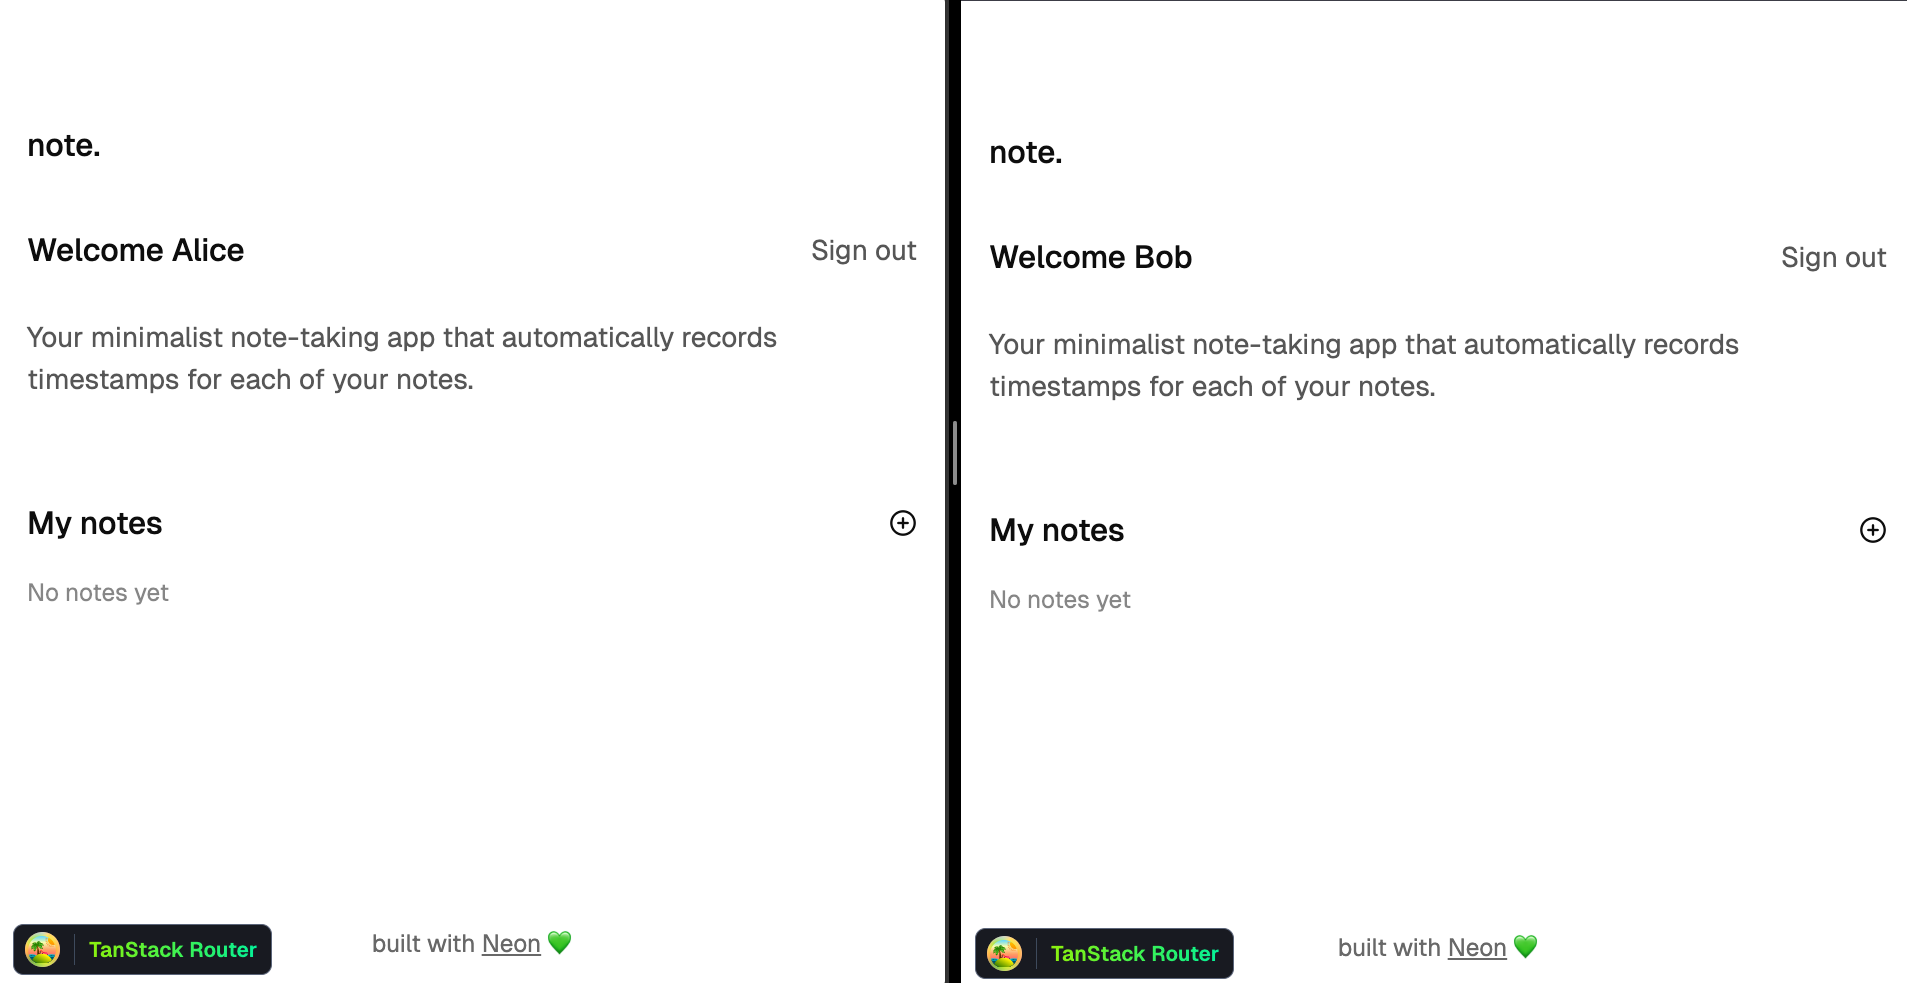 note.
Welcome Alice
Sign out
Your minimalist note-taking app that automatically records
timestamps for each of your notes.
My notes
No notes yet
TanStack Router
built with Neon 💚
note.
Welcome Bob
Sign out
Your minimalist note-taking app that automatically records
timestamps for each of your notes.
My notes
No notes yet
TanStack Router
built with Neon 💚